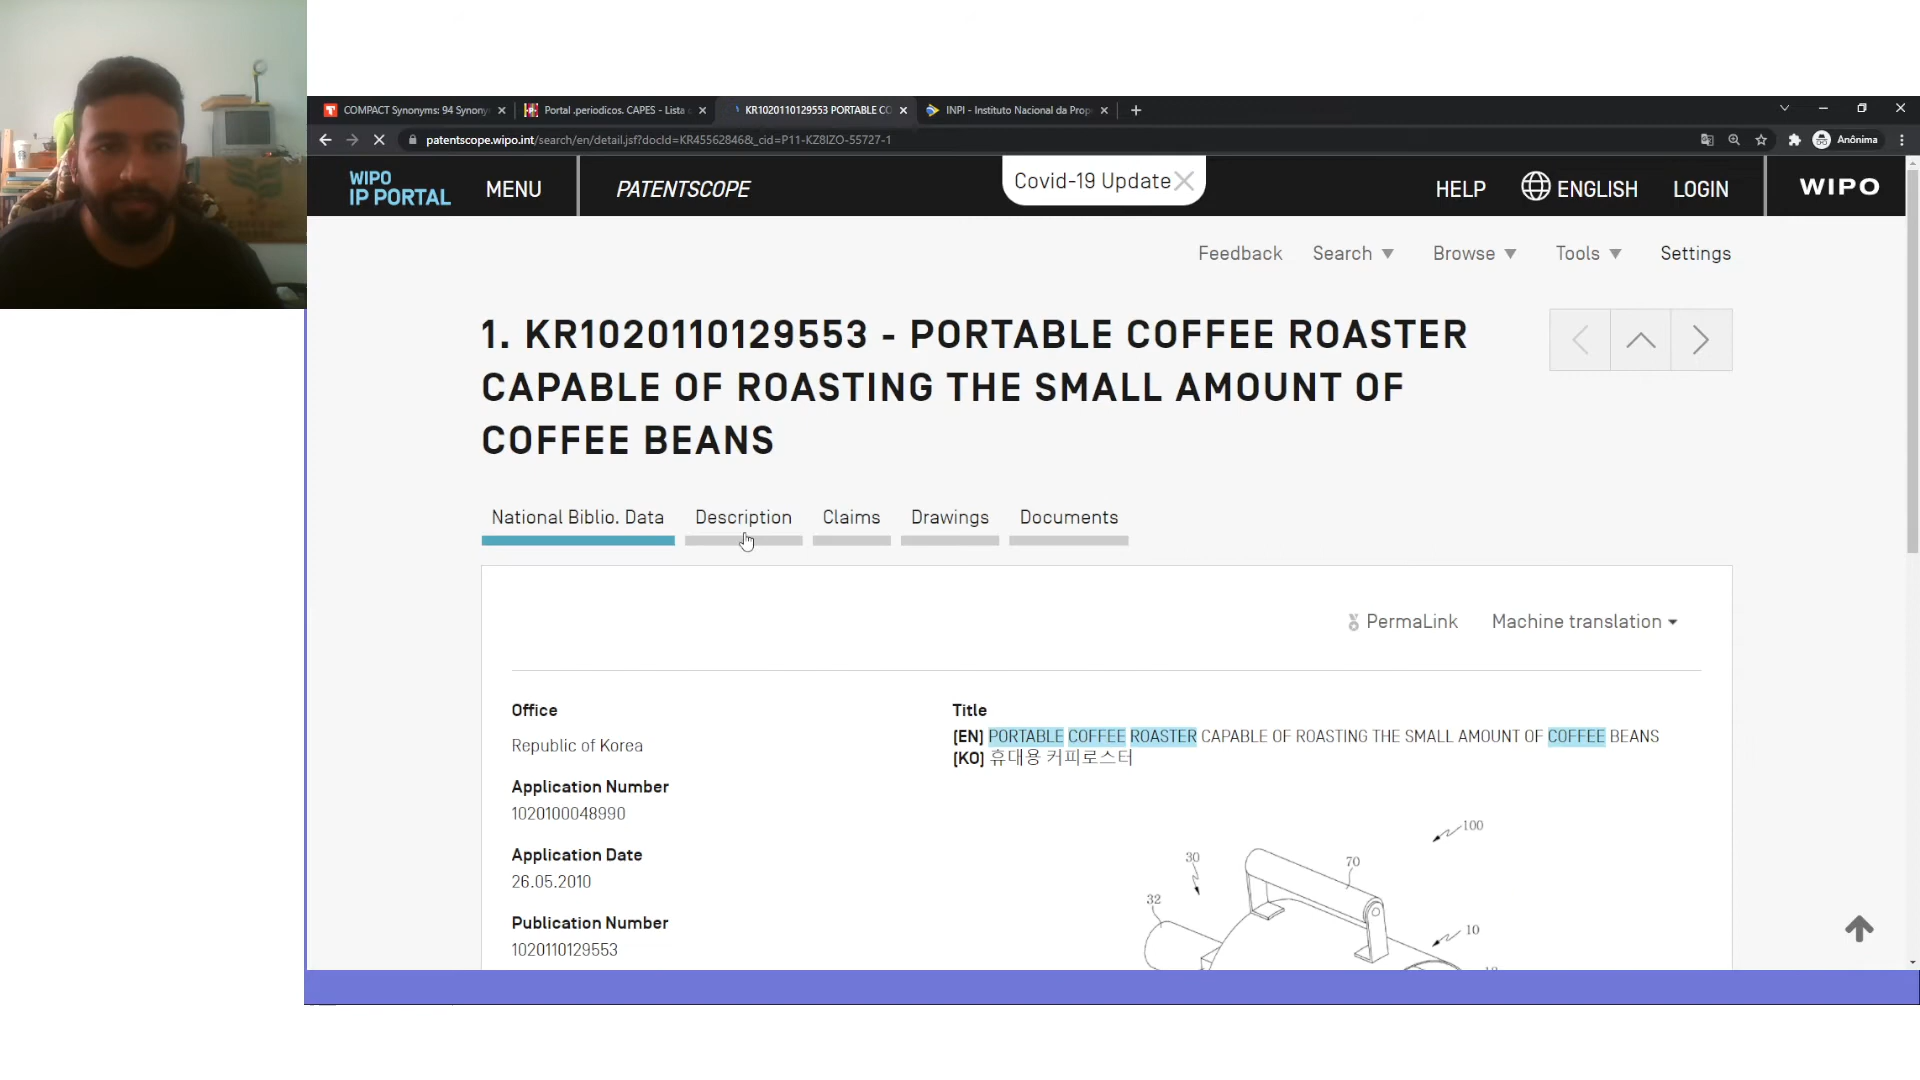 COMPACT Synonyms: 94 Synony
Portal .periodicos. CAPES - Lista
KR1020110129553 PORTABLE CO
INPI - Instituto Nacional da Prop
patentscope.wipo.int/search/en/detail.jsf?docId=KR45562846&_cid=P11-KZ8IZO-55727-1
Anônima
WIPO
IP PORTAL
MENU
PATENTSCOPE
Covid-19 Update
HELP
ENGLISH
LOGIN
WIPO
Feedback
Search
Browse
Tools
Settings
1. KR1020110129553 - PORTABLE COFFEE ROASTER
CAPABLE OF ROASTING THE SMALL AMOUNT OF
COFFEE BEANS
National Biblio. Data
Description
Claims
Drawings
Documents
PermaLink
Machine translation
Office
Republic of Korea
Application Number
1020100048990
Application Date
26.05.2010
Publication Number
1020110129553
Title
[EN] PORTABLE COFFEE ROASTER CAPABLE OF ROASTING THE SMALL AMOUNT OF COFFEE BEANS
[KO] 휴대용 커피로스터
100
30
70
32
10